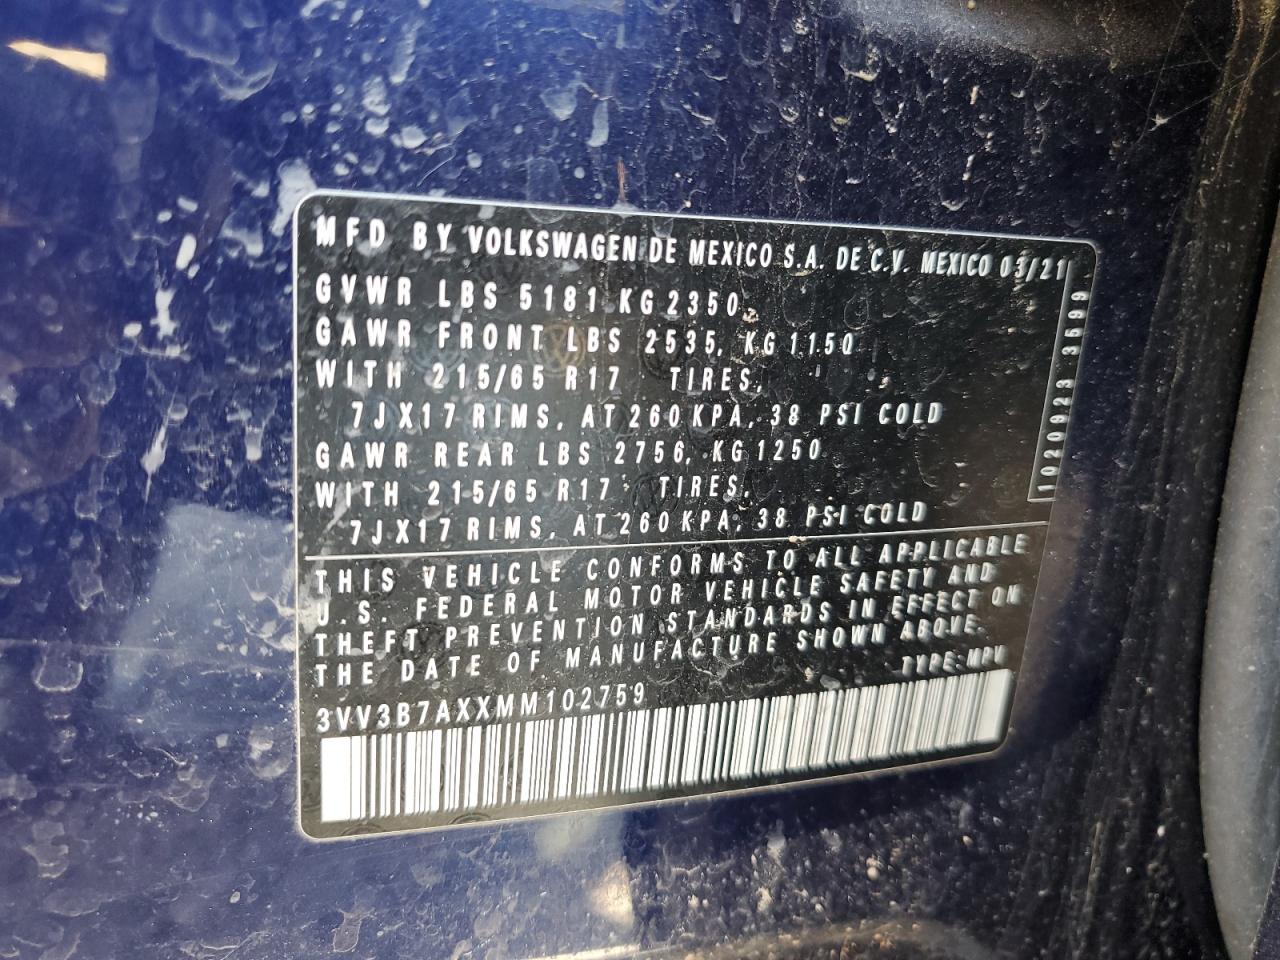 MFD BY VOLKSWAGEN DE MEXICO S.A. DE C.V. MEXICO 03/21
GVWR LBS 5181 KG 2350
GAWR FRONT LBS 2535, KG 1150
WITH 215/65 R17 TIRES,
7JX17 RIMS, AT 260 KPA, 38 PSI COLD
GAWR REAR LBS 2756, KG 1250
WITH 215/65 R17 TIRES,
7JX17 RIMS, AT 260 KPA, 38 PSI COLD
1020923 3699
THIS VEHICLE CONFORMS TO ALL APPLICABLE
U.S. FEDERAL MOTOR VEHICLE SAFETY AND
THEFT PREVENTION STANDARDS IN EFFECT ON
THE DATE OF MANUFACTURE SHOWN ABOVE.
TYPE:MPV
3VV3B7AXXMM102759